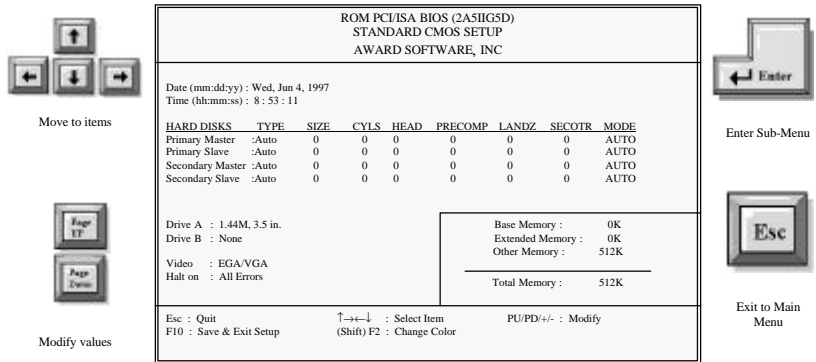 ROM PCI/ISA BIOS (2A5IIG5D)
STANDARD CMOS SETUP
AWARD SOFTWARE, INC
Date (mm:dd:yy) : Wed, Jun 4, 1997
Time (hh:mm:ss) : 8 : 53 : 11
HARD DISKS TYPE SIZE CYLS HEAD PRECOMP LANDZ SECOTR MODE
Primary Master :Auto 0 0 0 0 0 0 AUTO
Primary Slave :Auto 0 0 0 0 0 0 AUTO
Secondary Master :Auto 0 0 0 0 0 0 AUTO
Secondary Slave :Auto 0 0 0 0 0 0 AUTO
Drive A : 1.44M, 3.5 in.
Drive B : None
Video : EGA/VGA
Halt on : All Errors
Base Memory : 0K
Extended Memory : 0K
Other Memory : 512K
Total Memory : 512K
Esc : Quit ↑→←↓ : Select Item PU/PD/+/- : Modify
F10 : Save & Exit Setup (Shift) F2 : Change Color
Move to items
Page
UP
Page
Down
Modify values
Enter
Enter Sub-Menu
Esc
Exit to Main
Menu